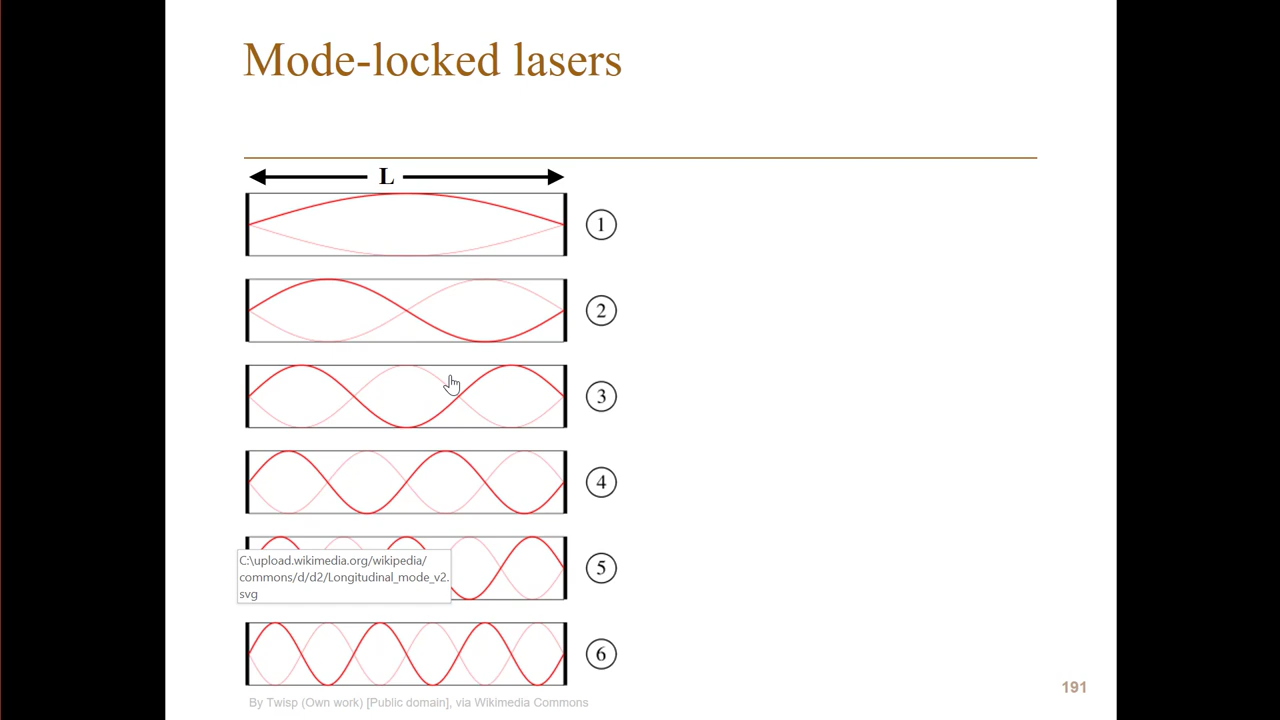 Mode-locked lasers
L
1
2
3
4
C:\upload.wikimedia.org/wikipedia/
commons/d/d2/Longitudinal_mode_v2.
svg
5
6
By Twisp (Own work) [Public domain], via Wikimedia Commons
191